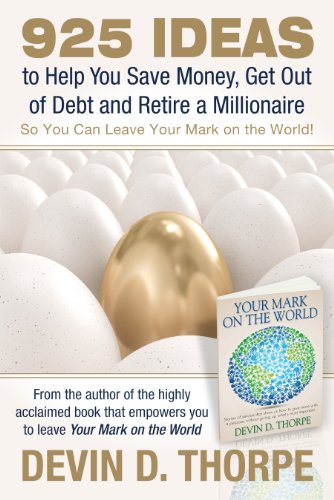 925 IDEAS
to Help You Save Money, Get Out
of Debt and Retire a Millionaire
So You Can Leave Your Mark on the World!
YOUR MARK
ON THE WORLD
DEVIN D. THORPE
From the author of the highly
acclaimed book that empowers you
to leave Your Mark on the World
DEVIN D. THORPE